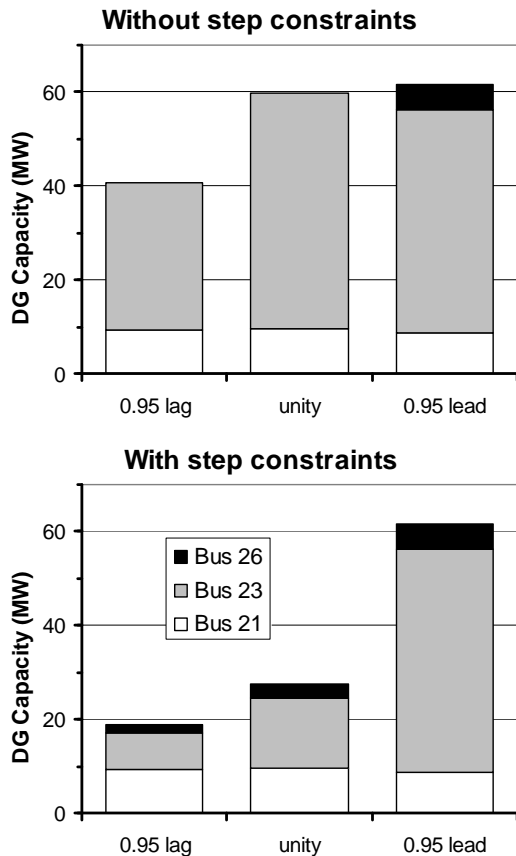 Without step constraints
DG Capacity (MW)
60
40
20
0
0.95 lag
unity
0.95 lead
With step constraints
DG Capacity (MW)
60
40
20
0
Bus 26
Bus 23
Bus 21
0.95 lag
unity
0.95 lead